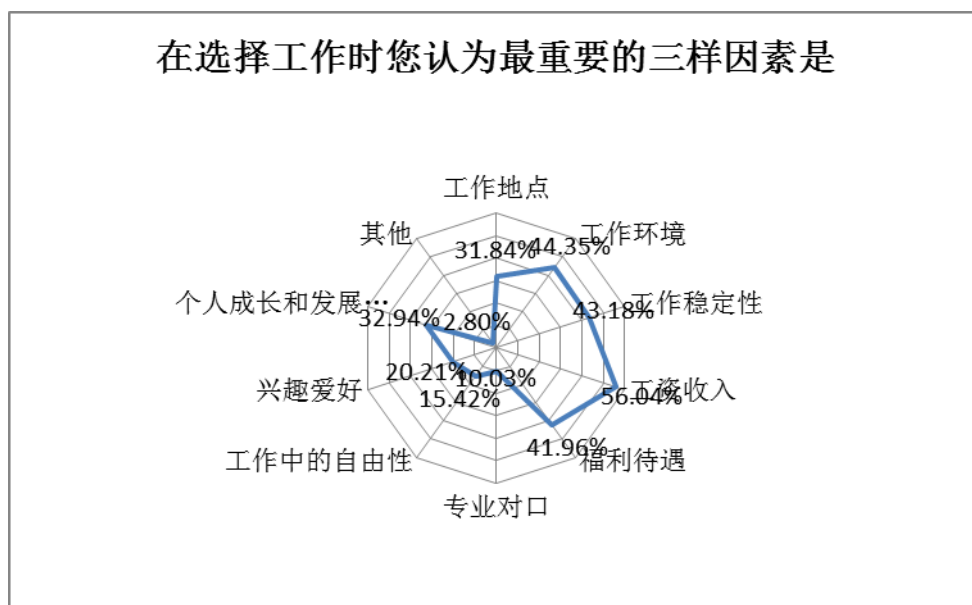 在选择工作时您认为最重要的三样因素是
工作地点
其他
31.84%
44.35%
工作环境
个人成长和发展…
32.94%
2.80%
43.18%
工作稳定性
兴趣爱好
20.21%
10.03%
56.04%
工资收入
15.42%
工作中的自由性
41.96%
福利待遇
专业对口